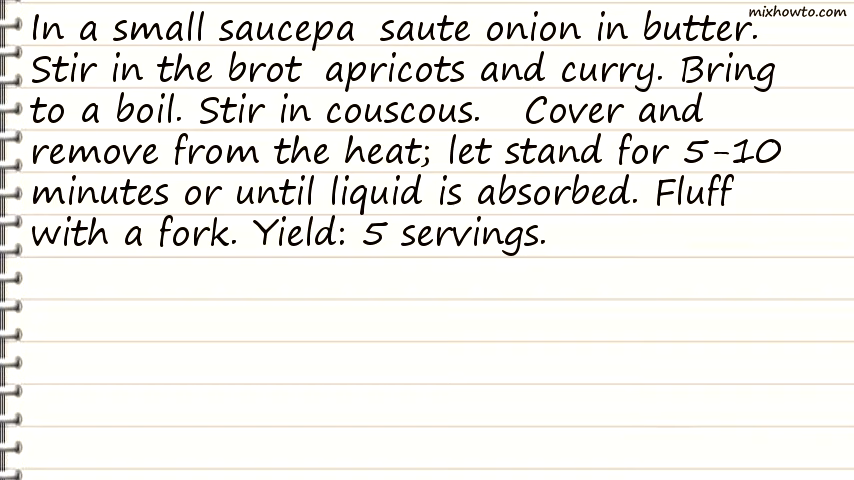 mixhowto.com
In a small saucepa  saute onion in butter.
Stir in the brot  apricots and curry. Bring
to a boil. Stir in couscous.   Cover and
remove from the heat; let stand for 5-10
minutes or until liquid is absorbed. Fluff
with a fork. Yield: 5 servings.